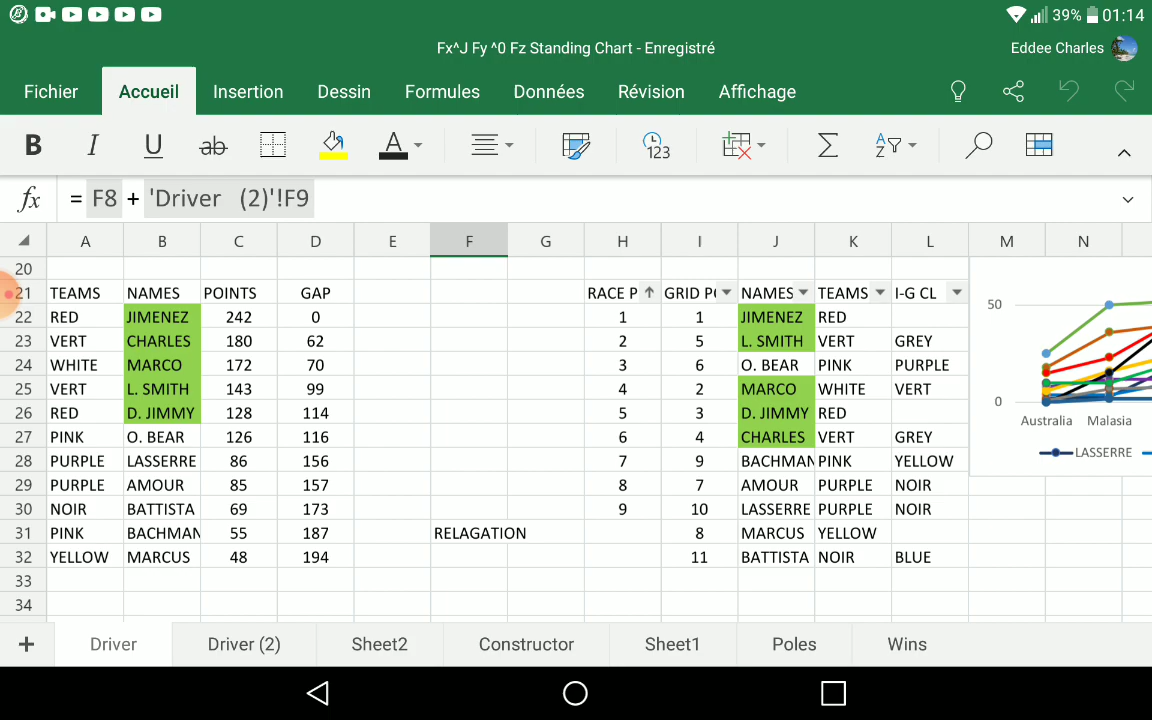 39% 01:14
Fx^J Fy ^0 Fz Standing Chart - Enregistré Eddee Charles
Fichier Accueil Insertion Dessin Formules Données Révision Affichage
B I U ab A 123 Σ A Z
fx = F8 + 'Driver (2)'!F9
A B C D E F G H I J K L M N
20
21 TEAMS NAMES POINTS GAP RACE P GRID P( NAMES TEAMS I-G CL
22 RED JIMENEZ 242 0 1 1 JIMENEZ RED
23 VERT CHARLES 180 62 2 5 L. SMITH VERT GREY
24 WHITE MARCO 172 70 3 6 O. BEAR PINK PURPLE
25 VERT L. SMITH 143 99 4 2 MARCO WHITE VERT
26 RED D. JIMMY 128 114 5 3 D. JIMMY RED
27 PINK O. BEAR 126 116 6 4 CHARLES VERT GREY
28 PURPLE LASSERRE 86 156 7 9 BACHMAN PINK YELLOW
29 PURPLE AMOUR 85 157 8 7 AMOUR PURPLE NOIR
30 NOIR BATTISTA 69 173 9 10 LASSERRE PURPLE NOIR
31 PINK BACHMAN 55 187 RELAGATION 8 MARCUS YELLOW
32 YELLOW MARCUS 48 194 11 BATTISTA NOIR BLUE
33
34
50
0
Australia Malasia
LASSERRE
+ Driver Driver (2) Sheet2 Constructor Sheet1 Poles Wins